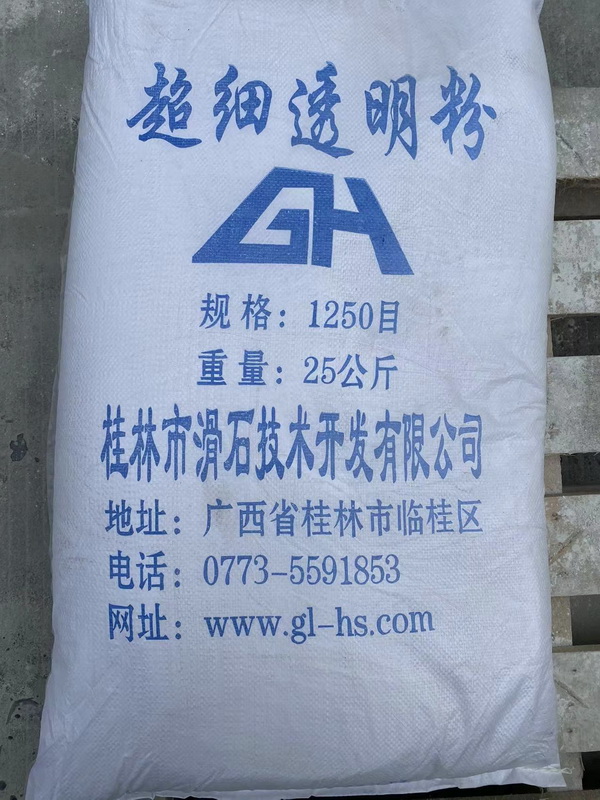 超细透明粉
GH
规格：1250目
重量：25公斤
桂林市滑石技术开发有限公司
地址：广西省桂林市临桂区
电话：0773-5591853
网址：www.gl-hs.com